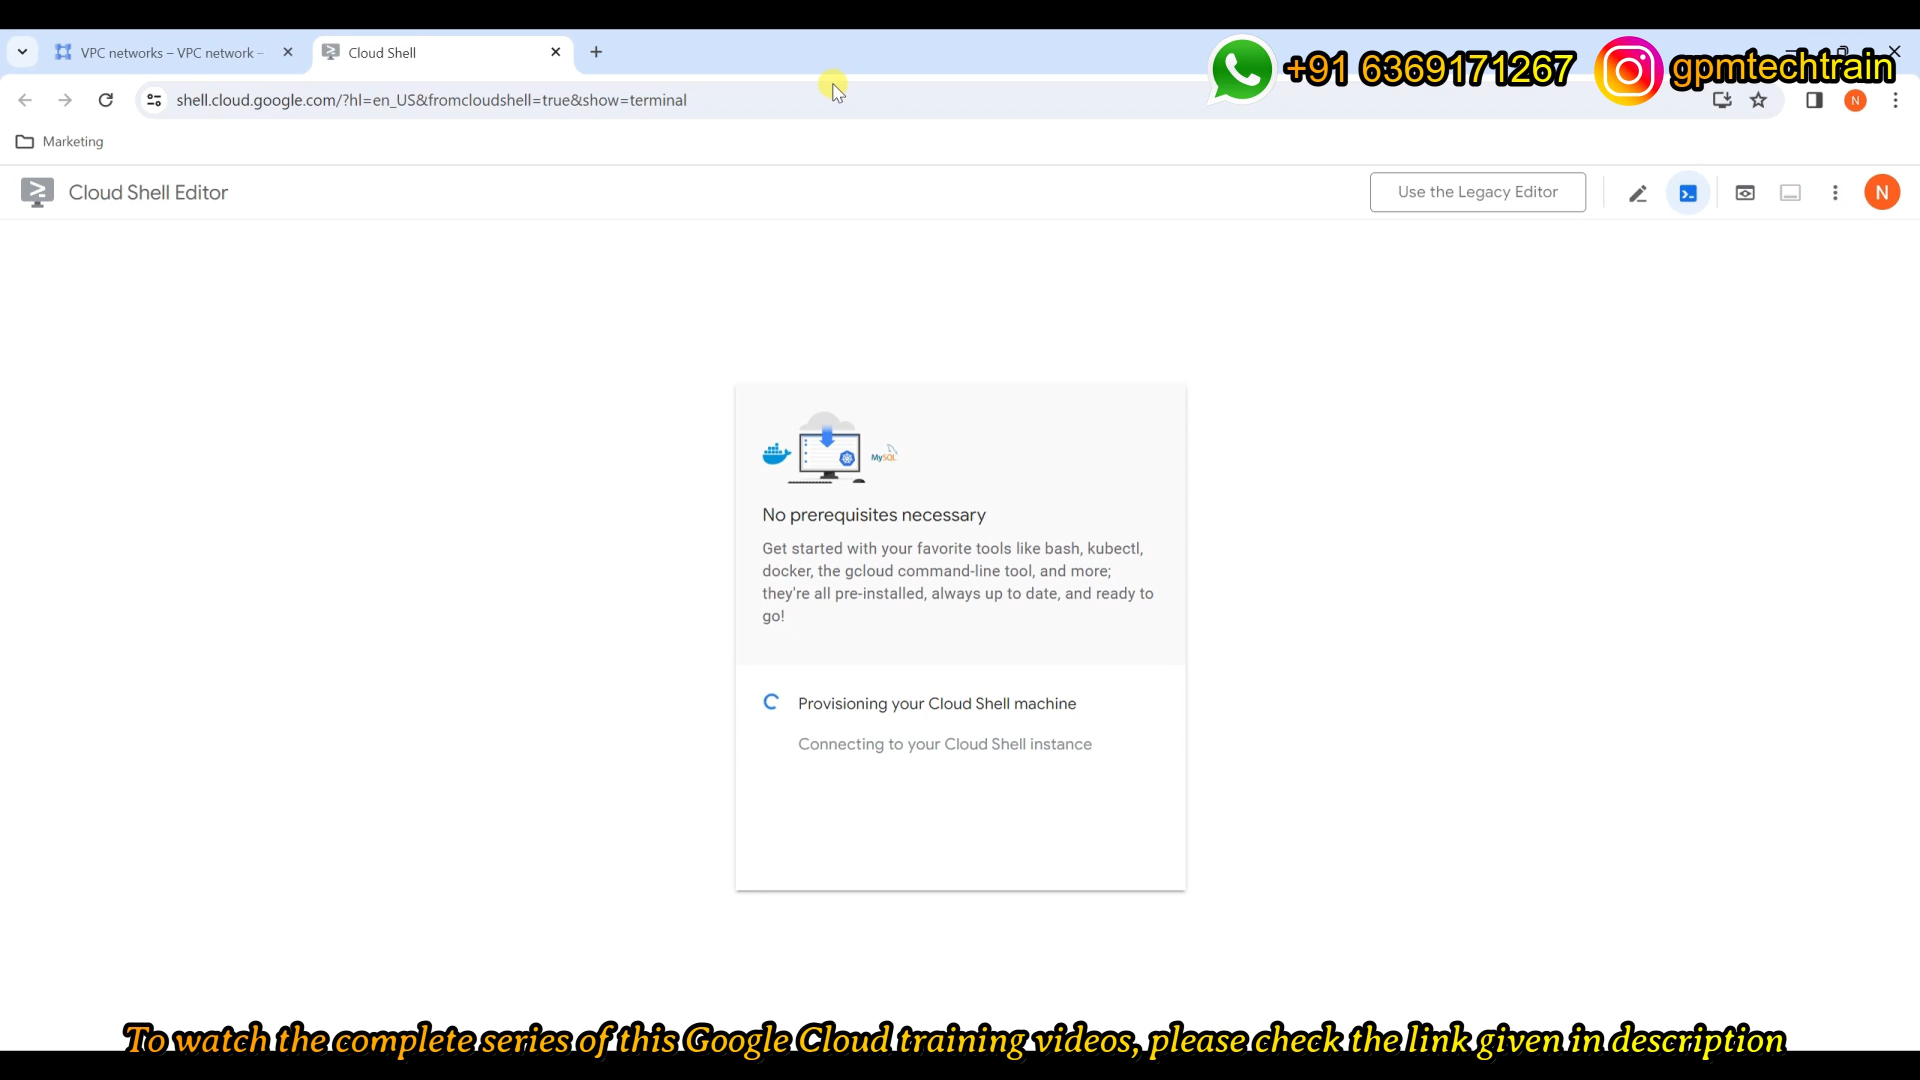 VPC networks – VPC network –
Cloud Shell
+91 6369171267
gpmtechtrain
shell.cloud.google.com/?hl=en_US&fromcloudshell=true&show=terminal
N
Marketing
Cloud Shell Editor
Use the Legacy Editor
N
MySQL
No prerequisites necessary
Get started with your favorite tools like bash, kubectl,
docker, the gcloud command-line tool, and more;
they're all pre-installed, always up to date, and ready to
go!
Provisioning your Cloud Shell machine
Connecting to your Cloud Shell instance
To watch the complete series of this Google Cloud training videos, please check the link given in description